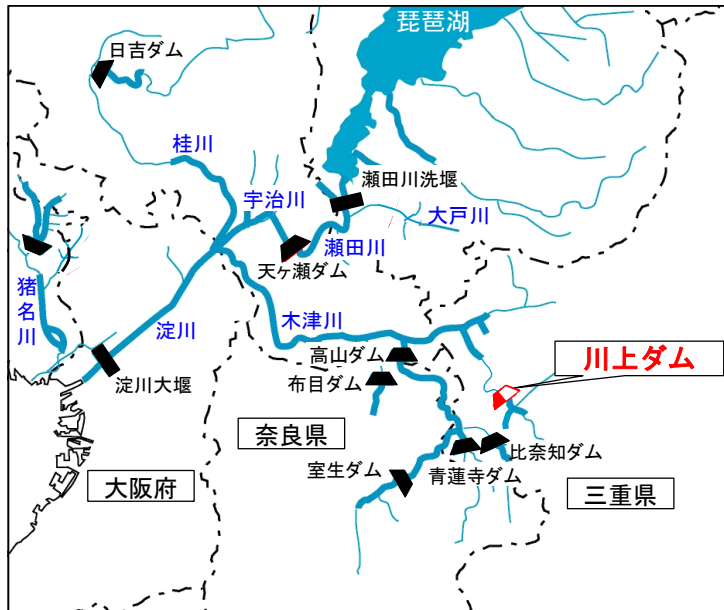 琵琶湖
日吉ダム
桂川
宇治川
瀬田川洗堰
大戸川
瀬田川
天ヶ瀬ダム
猪名川
淀川
木津川
淀川大堰
高山ダム
布目ダム
川上ダム
奈良県
大阪府
室生ダム
青蓮寺ダム
比奈知ダム
三重県